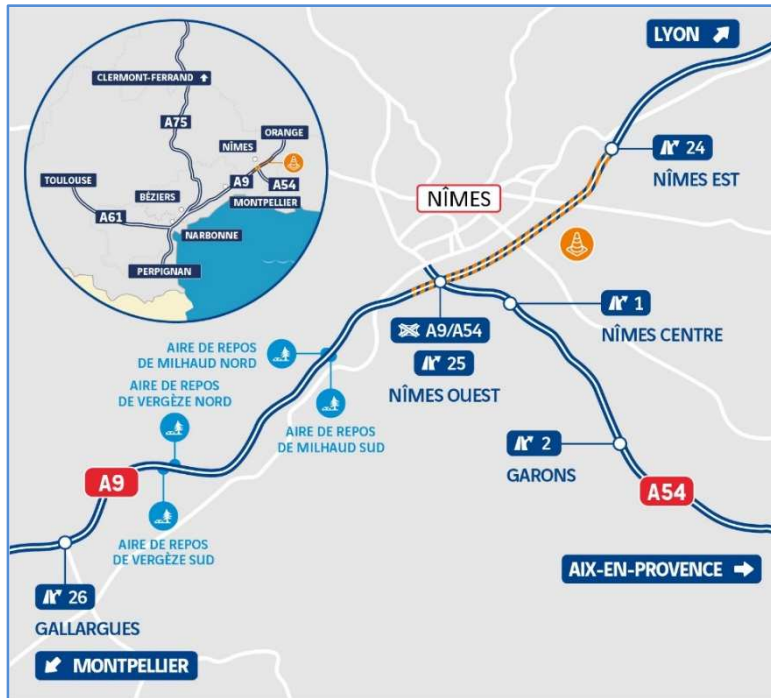 LYON
CLERMONT-FERRAND
A75
ORANGE
NÎMES
TOULOUSE
A9
A54
BÉZIERS
MONTPELLIER
A61
NARBONNE
PERPIGNAN
24
NÎMES EST
NÎMES
A9/A54
25
NÎMES OUEST
1
NÎMES CENTRE
AIRE DE REPOS
DE MILHAUD NORD
AIRE DE REPOS
DE VERGÈZE NORD
AIRE DE REPOS
DE MILHAUD SUD
2
GARONS
A9
A54
AIRE DE REPOS
DE VERGÈZE SUD
AIX-EN-PROVENCE
26
GALLARGUES
MONTPELLIER